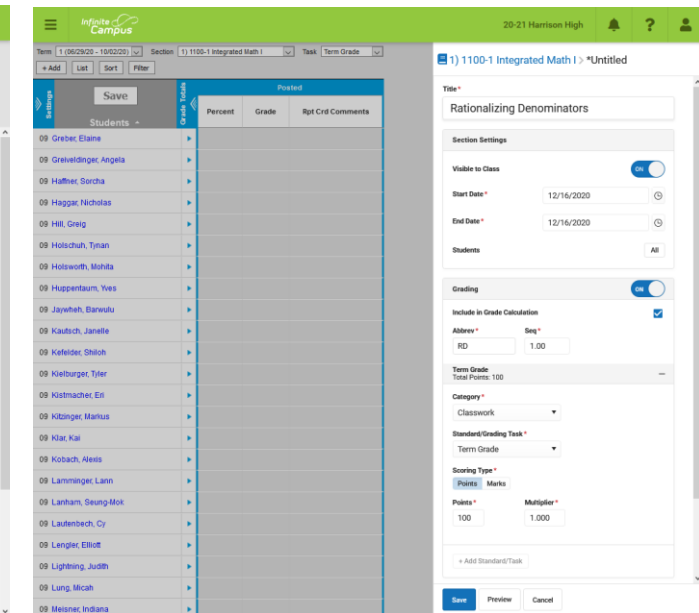 Infinite Campus
20-21 Harrison High
Term 1 (06/29/20 - 10/02/20) Section 1) 1100-1 Integrated Math I Task Term Grade
+ Add List Sort Filter
Settings
Save
Students
Grade Totals
Posted
Percent Grade Rpt Crd Comments
09 Greber, Elaine
09 Greiveldinger, Angela
09 Haffner, Sorcha
09 Haggar, Nicholas
09 Hill, Greig
09 Holschuh, Tynan
09 Holsworth, Mohita
09 Huppentaum, Yves
09 Jaywheh, Barwulu
09 Kautsch, Janelle
09 Kefelder, Shiloh
09 Kielburger, Tyler
09 Kistmacher, Eri
09 Kitzinger, Markus
09 Klar, Kai
09 Kobach, Alexis
09 Lamminger, Lann
09 Lanham, Seung-Mok
09 Lautenbech, Cy
09 Lengler, Elliott
09 Lightning, Judith
09 Lung, Micah
09 Meisner, Indiana
1) 1100-1 Integrated Math I > *Untitled
Title *
Rationalizing Denominators
Section Settings
Visible to Class ON
Start Date * 12/16/2020
End Date * 12/16/2020
Students All
Grading ON
Include in Grade Calculation
Abbrev * Seq *
RD 1.00
Term Grade
Total Points: 100
Category *
Classwork
Standard/Grading Task *
Term Grade
Scoring Type *
Points Marks
Points * Multiplier *
100 1.000
+ Add Standard/Task
Save Preview Cancel